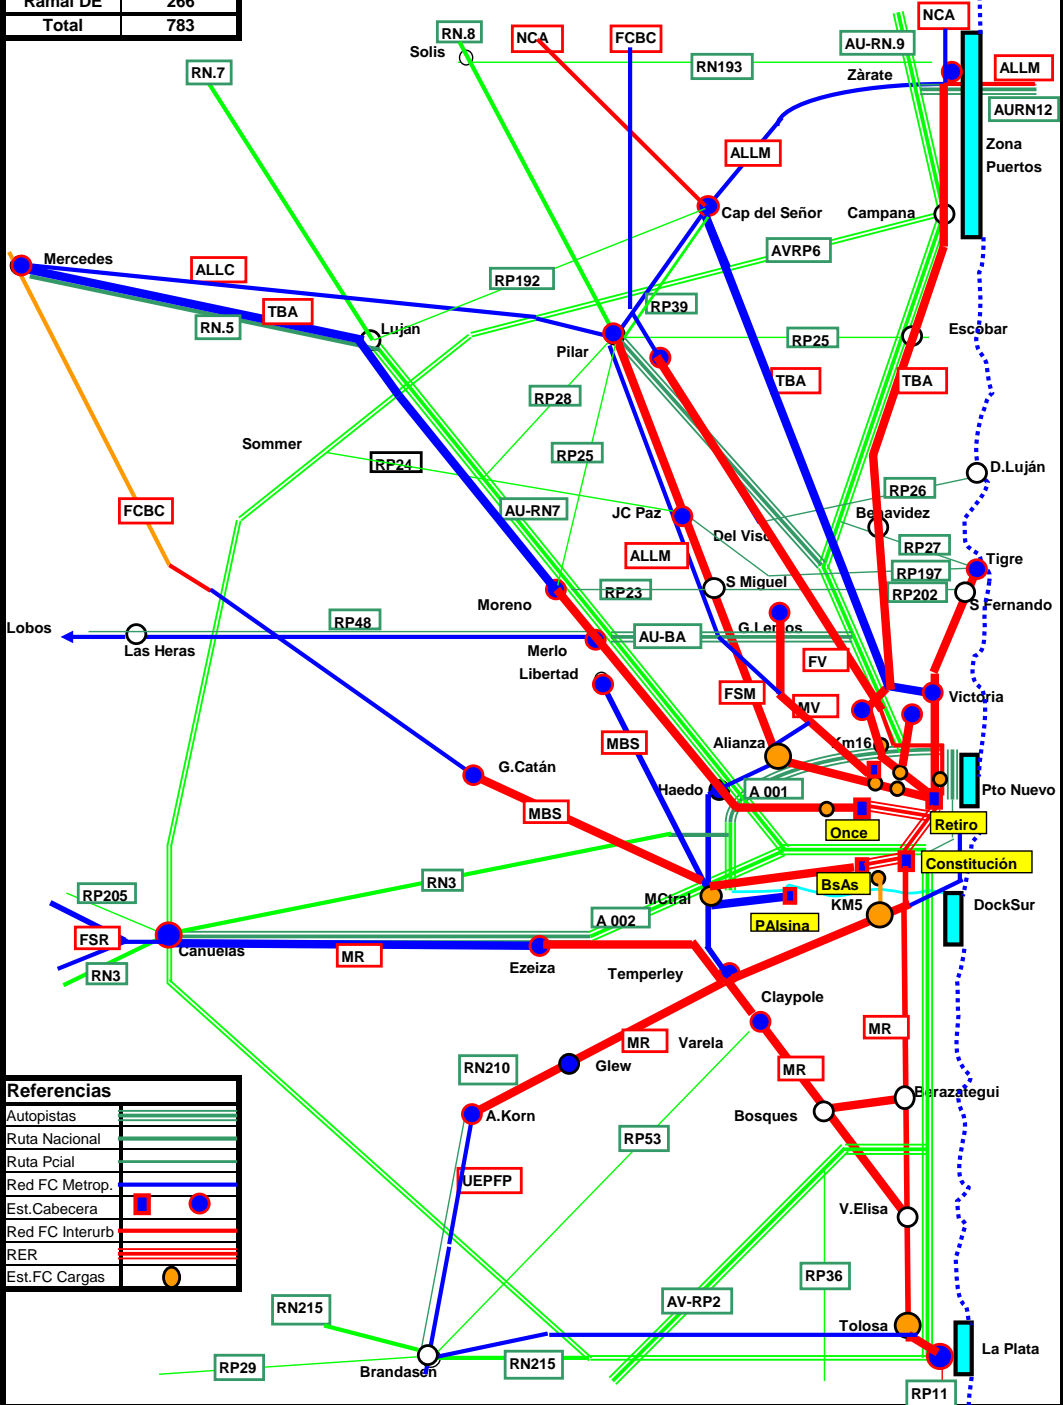 Ramal DE 266
Total 783
RN.8
NCA
FCBC
NCA
Solis
AU-RN.9
RN.7
RN193
Zàrate
ALLM
AURN12
Zona
Puertos
ALLM
Cap del Señor
Campana
Mercedes
ALLC
RP192
AVRP6
TBA
RN.5
Lujan
RP39
Pilar
RP25
Escobar
TBA
TBA
RP28
Sommer
RP24
RP25
D.Luján
RP26
FCBC
AU-RN7
JC Paz
Benavidez
Del Viso
ALLM
RP27
RP197
Tigre
S Miguel
RP23
RP202
S Fernando
Moreno
RP48
Lobos
Las Heras
Merlo
AU-BA
G.Lemos
Libertad
FV
FSM
Victoria
MV
MBS
Alianza
Km16
G.Catán
Haedo
A 001
Pto Nuevo
MBS
Once
Retiro
Constitución
RN3
BsAs
RP205
MCtral
KM5
DockSur
A 002
PAlsina
FSR
Cañuelas
MR
RN3
Ezeiza
Temperley
Claypole
MR
MR
Varela
RN210
Glew
MR
Referencias
Autopistas
Ruta Nacional
Ruta Pcial
Red FC Metrop.
Est.Cabecera
Red FC Interurb
RER
Est.FC Cargas
A.Korn
Bosques
Berazategui
RP53
UEPFP
V.Elisa
RP36
AV-RP2
RN215
Tolosa
La Plata
RP29
Brandasen
RN215
RP11